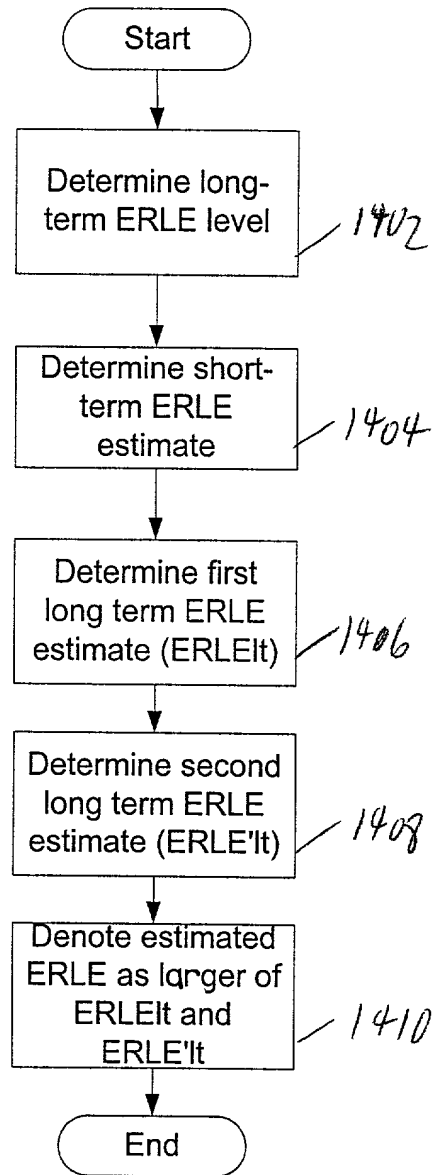 Start
Determine long-
term ERLE level
1402
Determine short-
term ERLE
estimate
1404
Determine first
long term ERLE
estimate (ERLElt)
1406
Determine second
long term ERLE
estimate (ERLE'lt)
1408
Denote estimated
ERLE as larger of
ERLElt and
ERLE'lt
1410
End